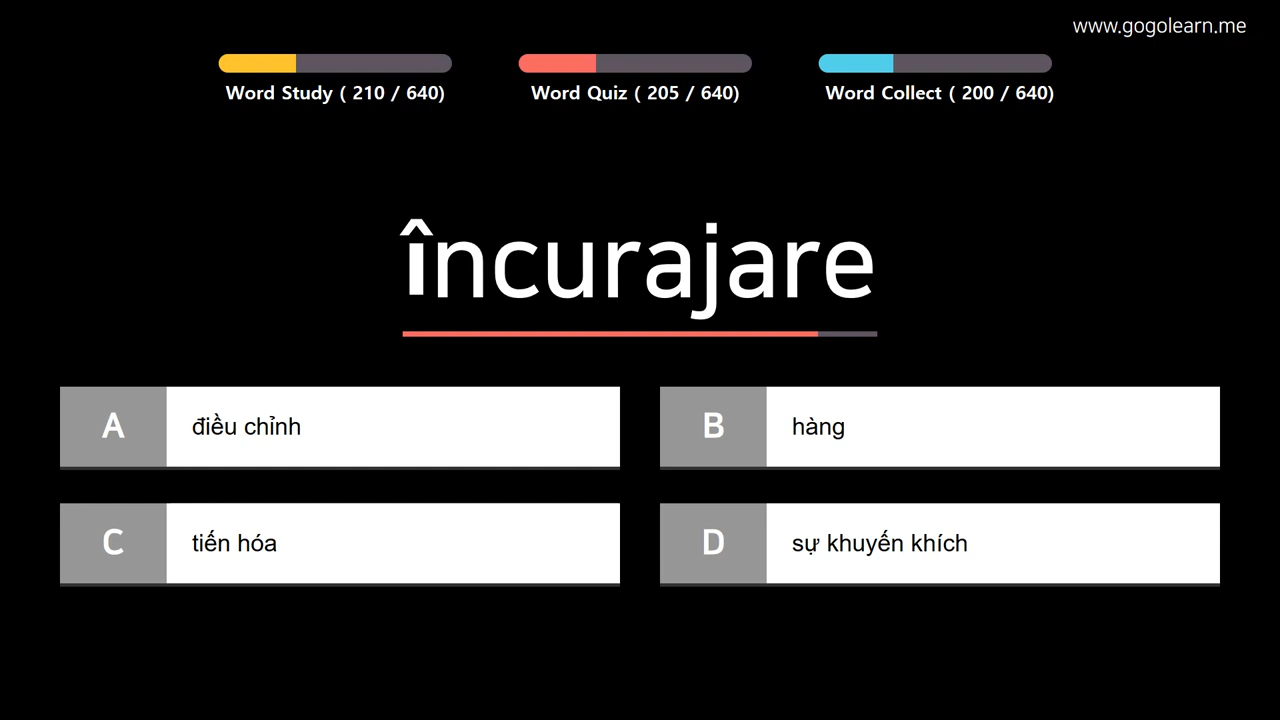 www.gogolearn.me
Word Study ( 210 / 640)
Word Quiz ( 205 / 640)
Word Collect ( 200 / 640)
încurajare
A điều chỉnh
B hàng
C tiến hóa
D sự khuyến khích